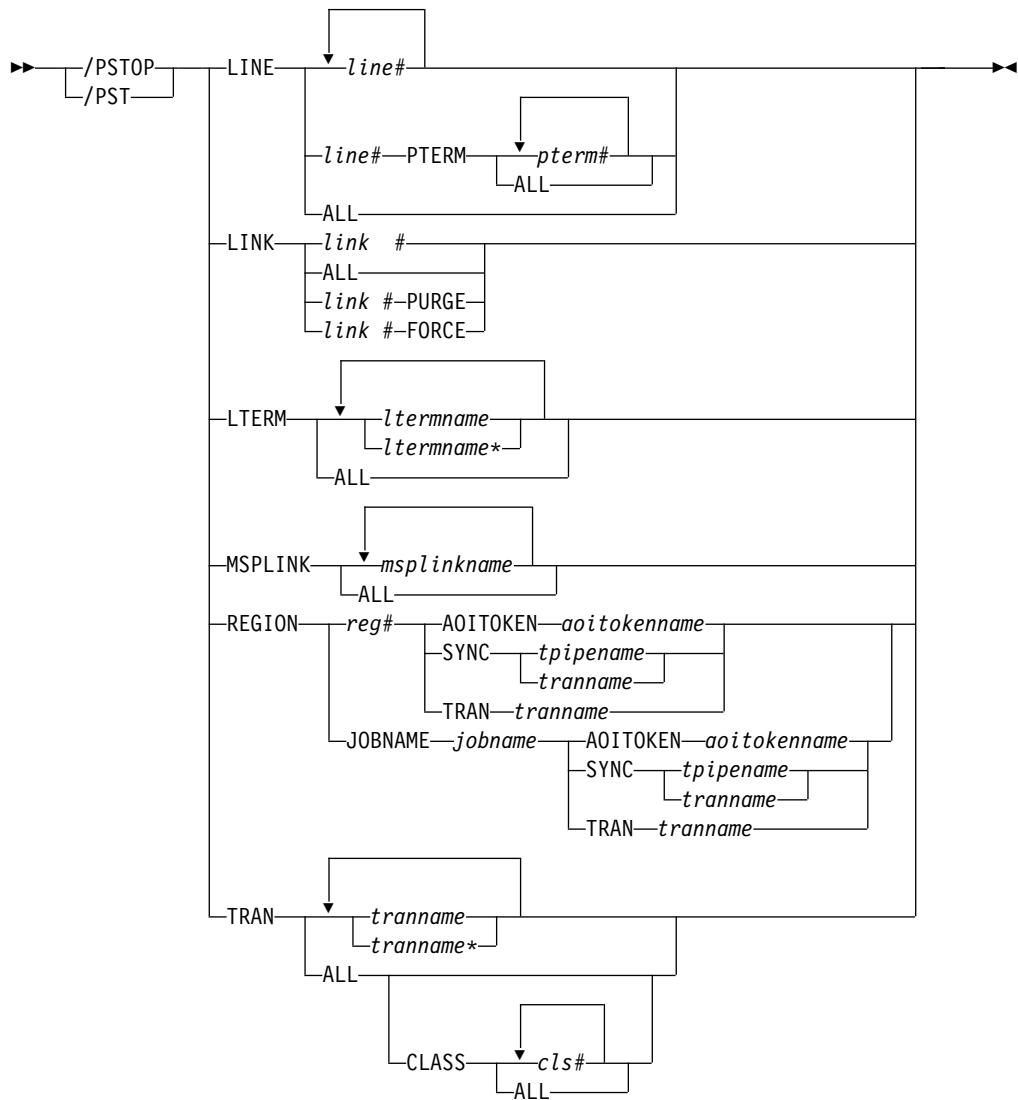 /PSTOP LINE line#
/PST
line# PTERM pterm#
ALL
ALL
LINK link #
ALL
link # PURGE
link # FORCE
LTERM ltermname
ltermname*
ALL
MSPLINK msplinkname
ALL
REGION reg# AOITOKEN aoitokenname
SYNC tpipename
tranname
TRAN tranname
JOBNAME jobname AOITOKEN aoitokenname
SYNC tpipename
tranname
TRAN tranname
TRAN tranname
tranname*
ALL
CLASS cls#
ALL